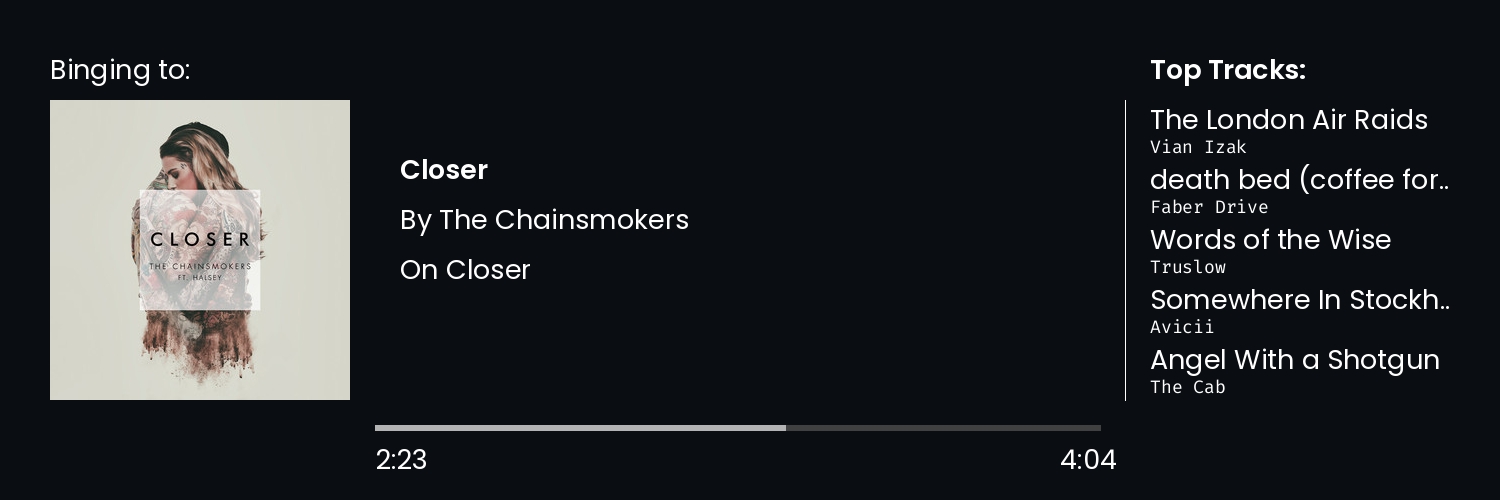 Binging to:
CLOSER
THE CHAINSMOKERS
FT. HALSEY
Closer
By The Chainsmokers
On Closer
2:23
4:04
Top Tracks:
The London Air Raids
Vian Izak
death bed (coffee for..
Faber Drive
Words of the Wise
Truslow
Somewhere In Stockh..
Avicii
Angel With a Shotgun
The Cab